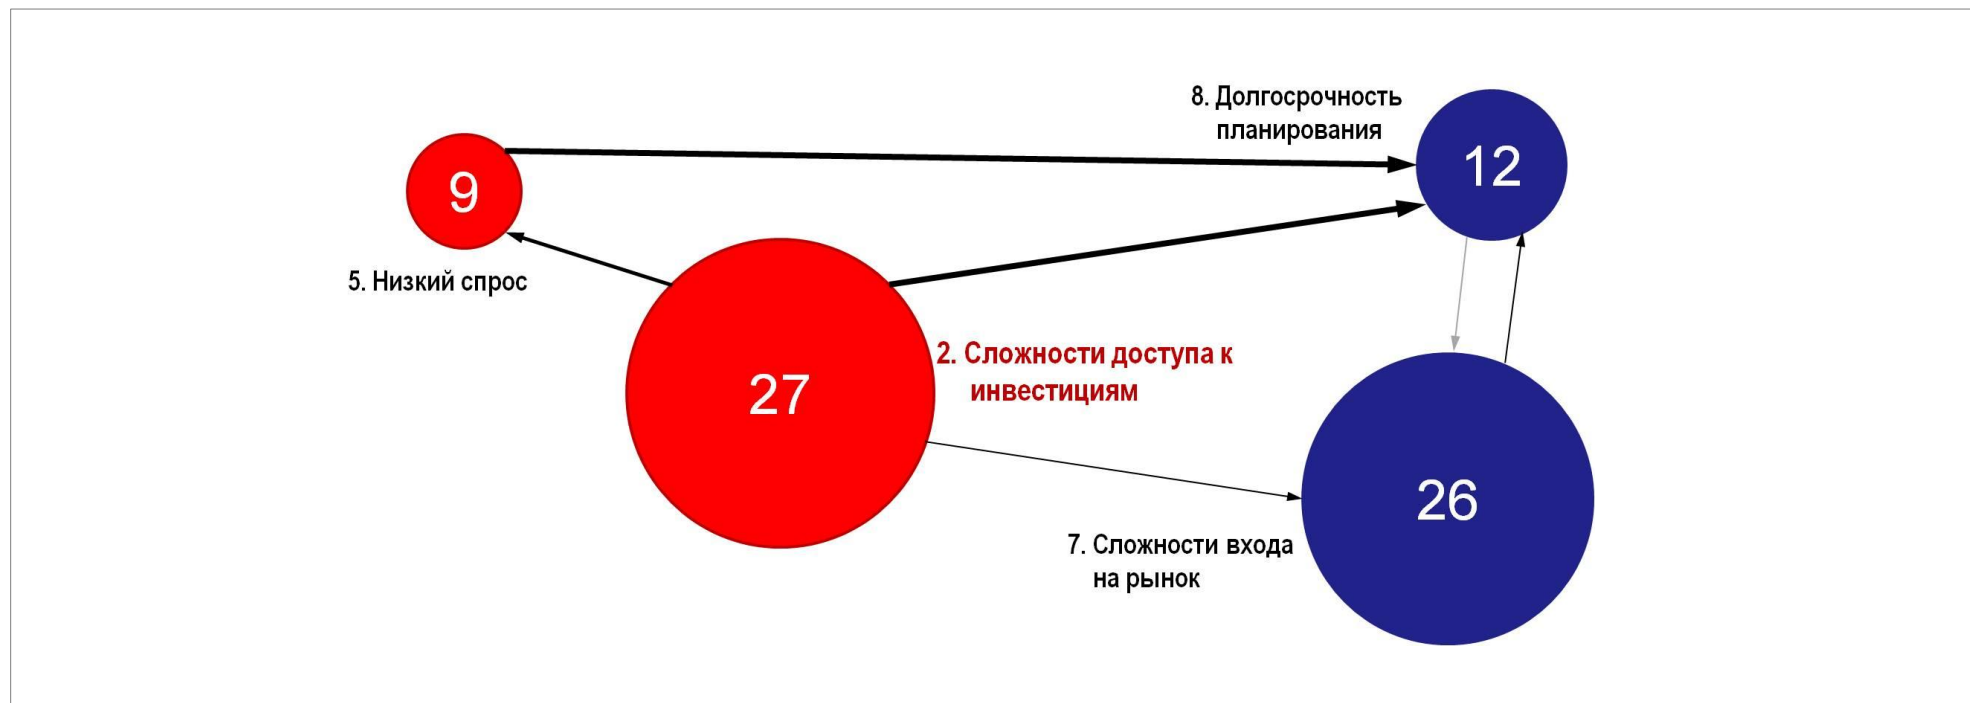 8. Долгосрочность
планирования
12
9
5. Низкий спрос
2. Сложности доступа к
инвестициям
27
26
7. Сложности входа
на рынок